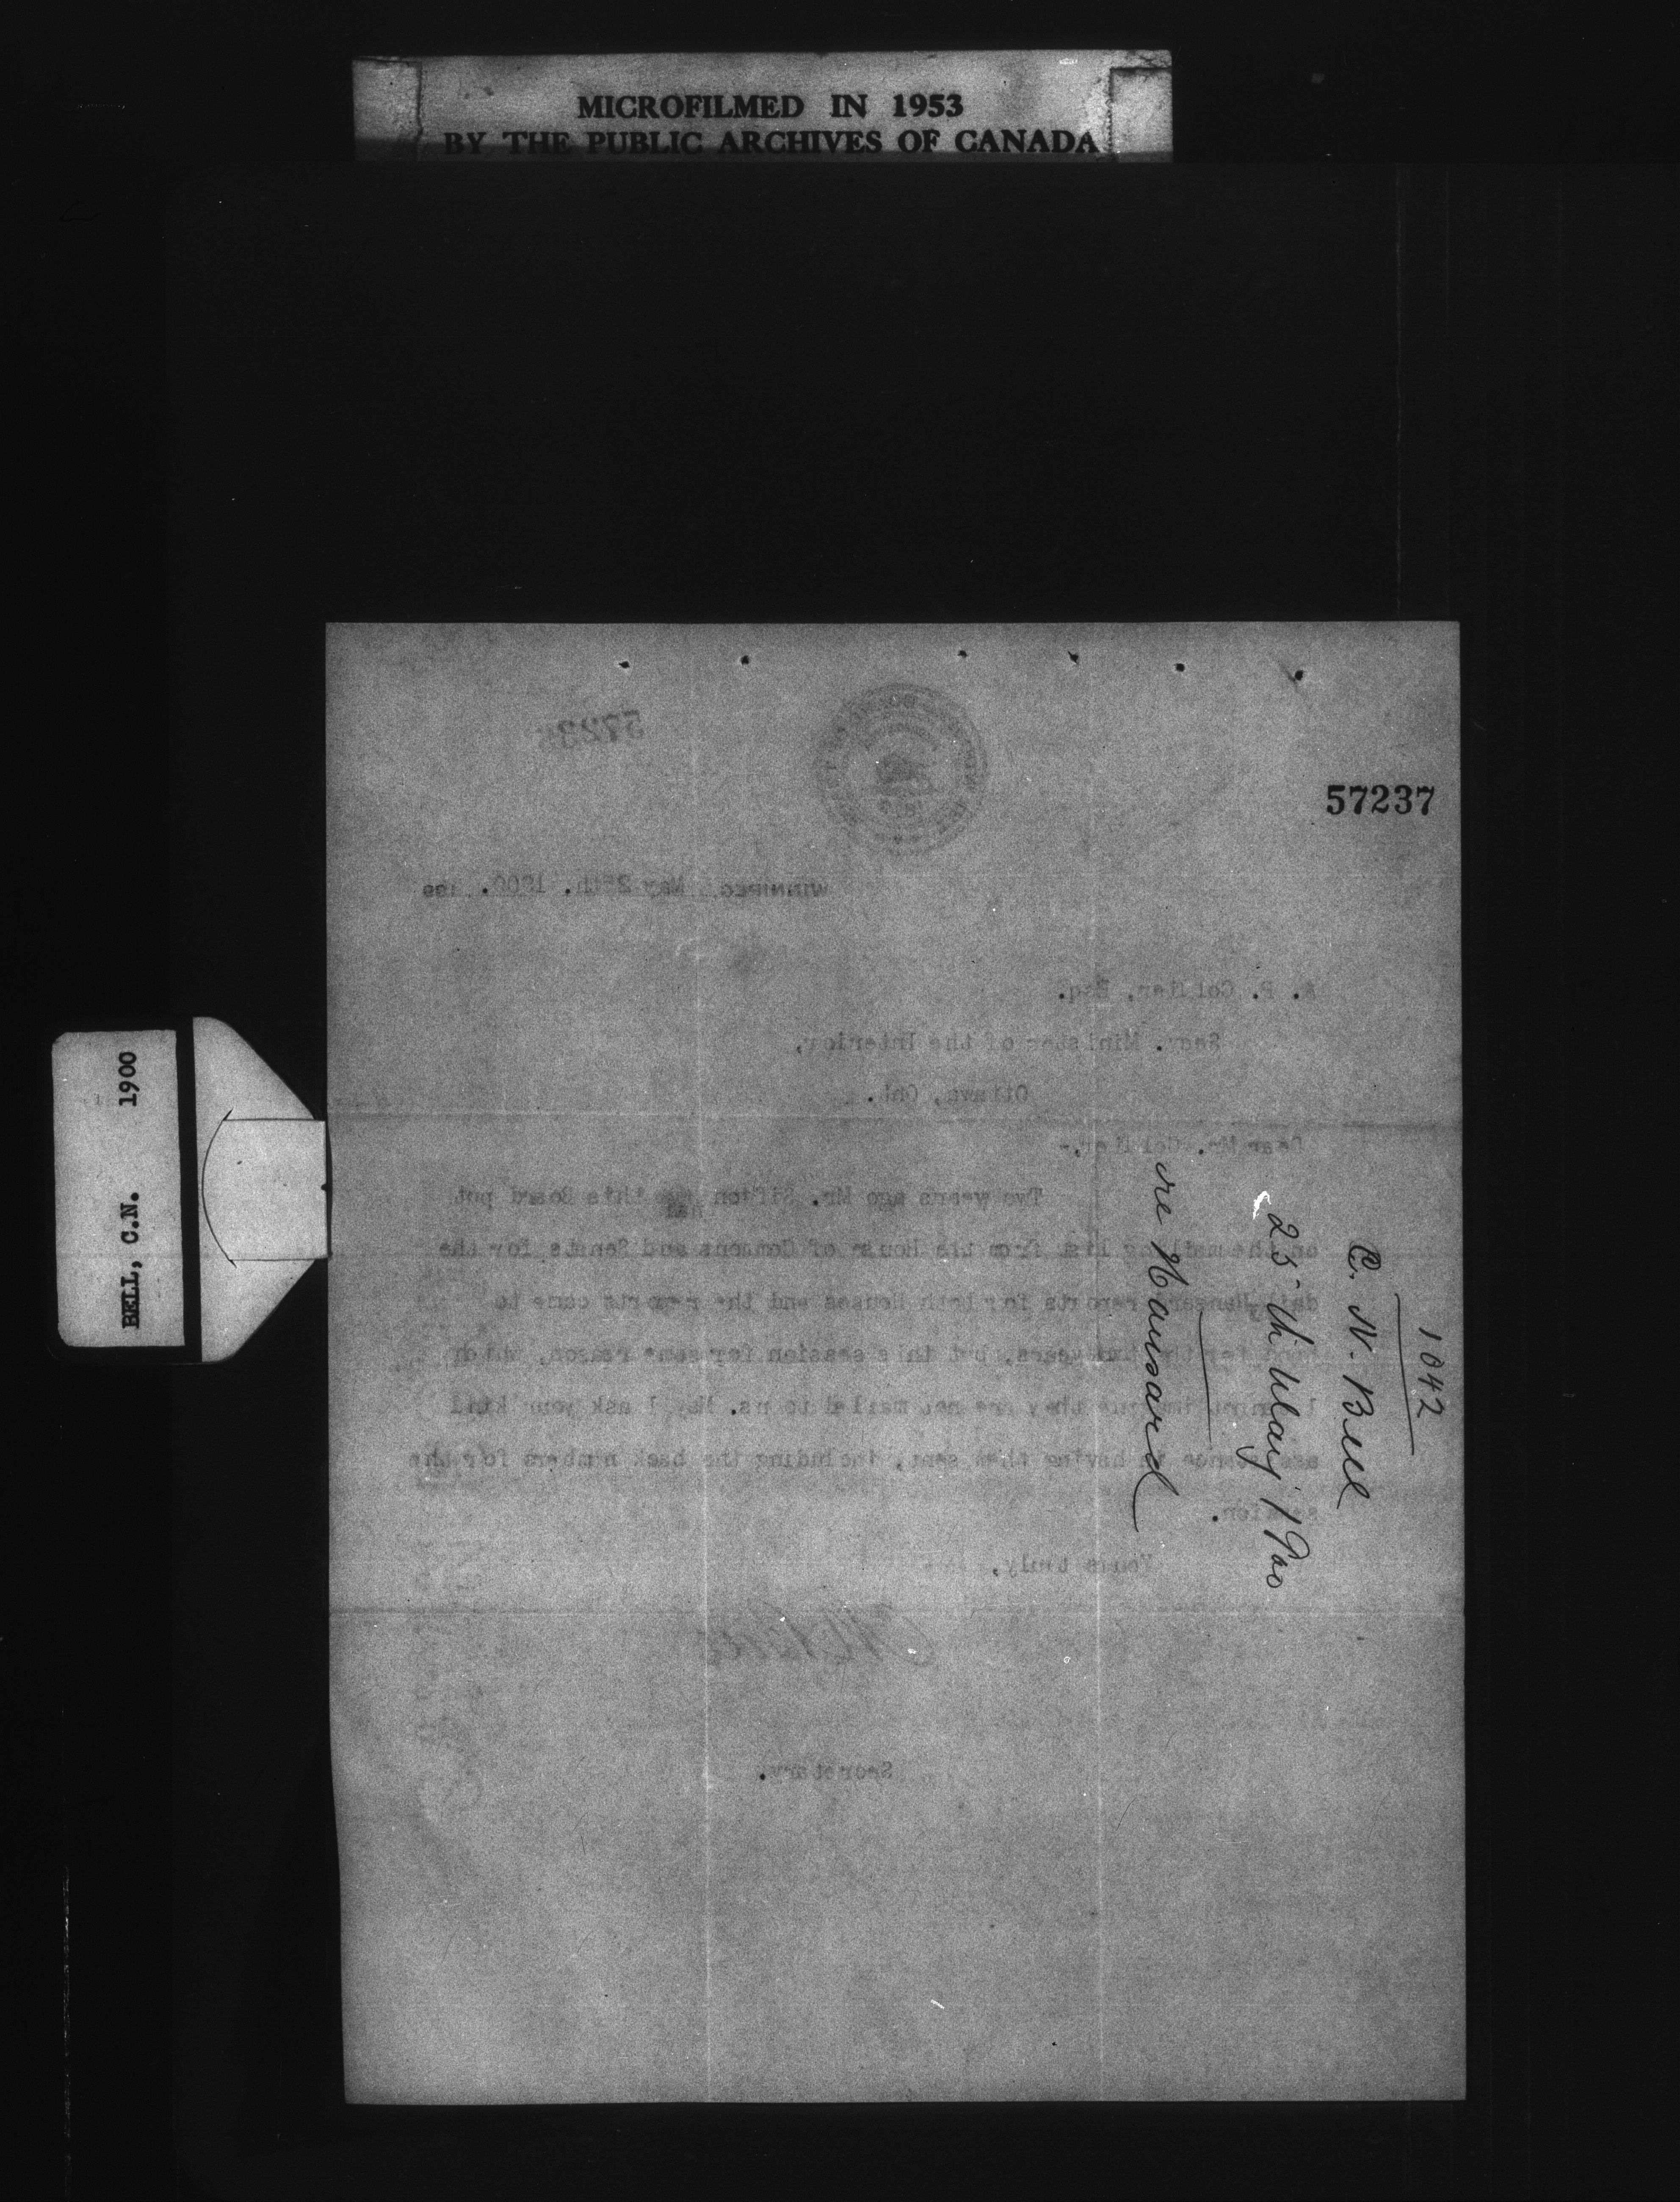 MICROFILMED IN 1953
BY THE PUBLIC ARCHIVES OF CANADA
BELL, C.N. 1900
57237
1042
C. N. Bell
25th May 1900
re Hansard
WINNIPEG, May 25th. 1900. 189
A. P. Collier, Esq.
Secy. Minister of the Interior,
Ottawa, Ont.
Dear Mr. Collier,-
Two years ago Mr. Sifton had this Board put
on the mailing list from the House of Commons and Senate for the
daily Hansard reports for both Houses and the reports came to
for the two years, but this session for some reason, which
I cannot they are not mailed to us. May I ask your kind
assistance in having them sent, including the back numbers for the
session.
Yours truly,
Secretary.